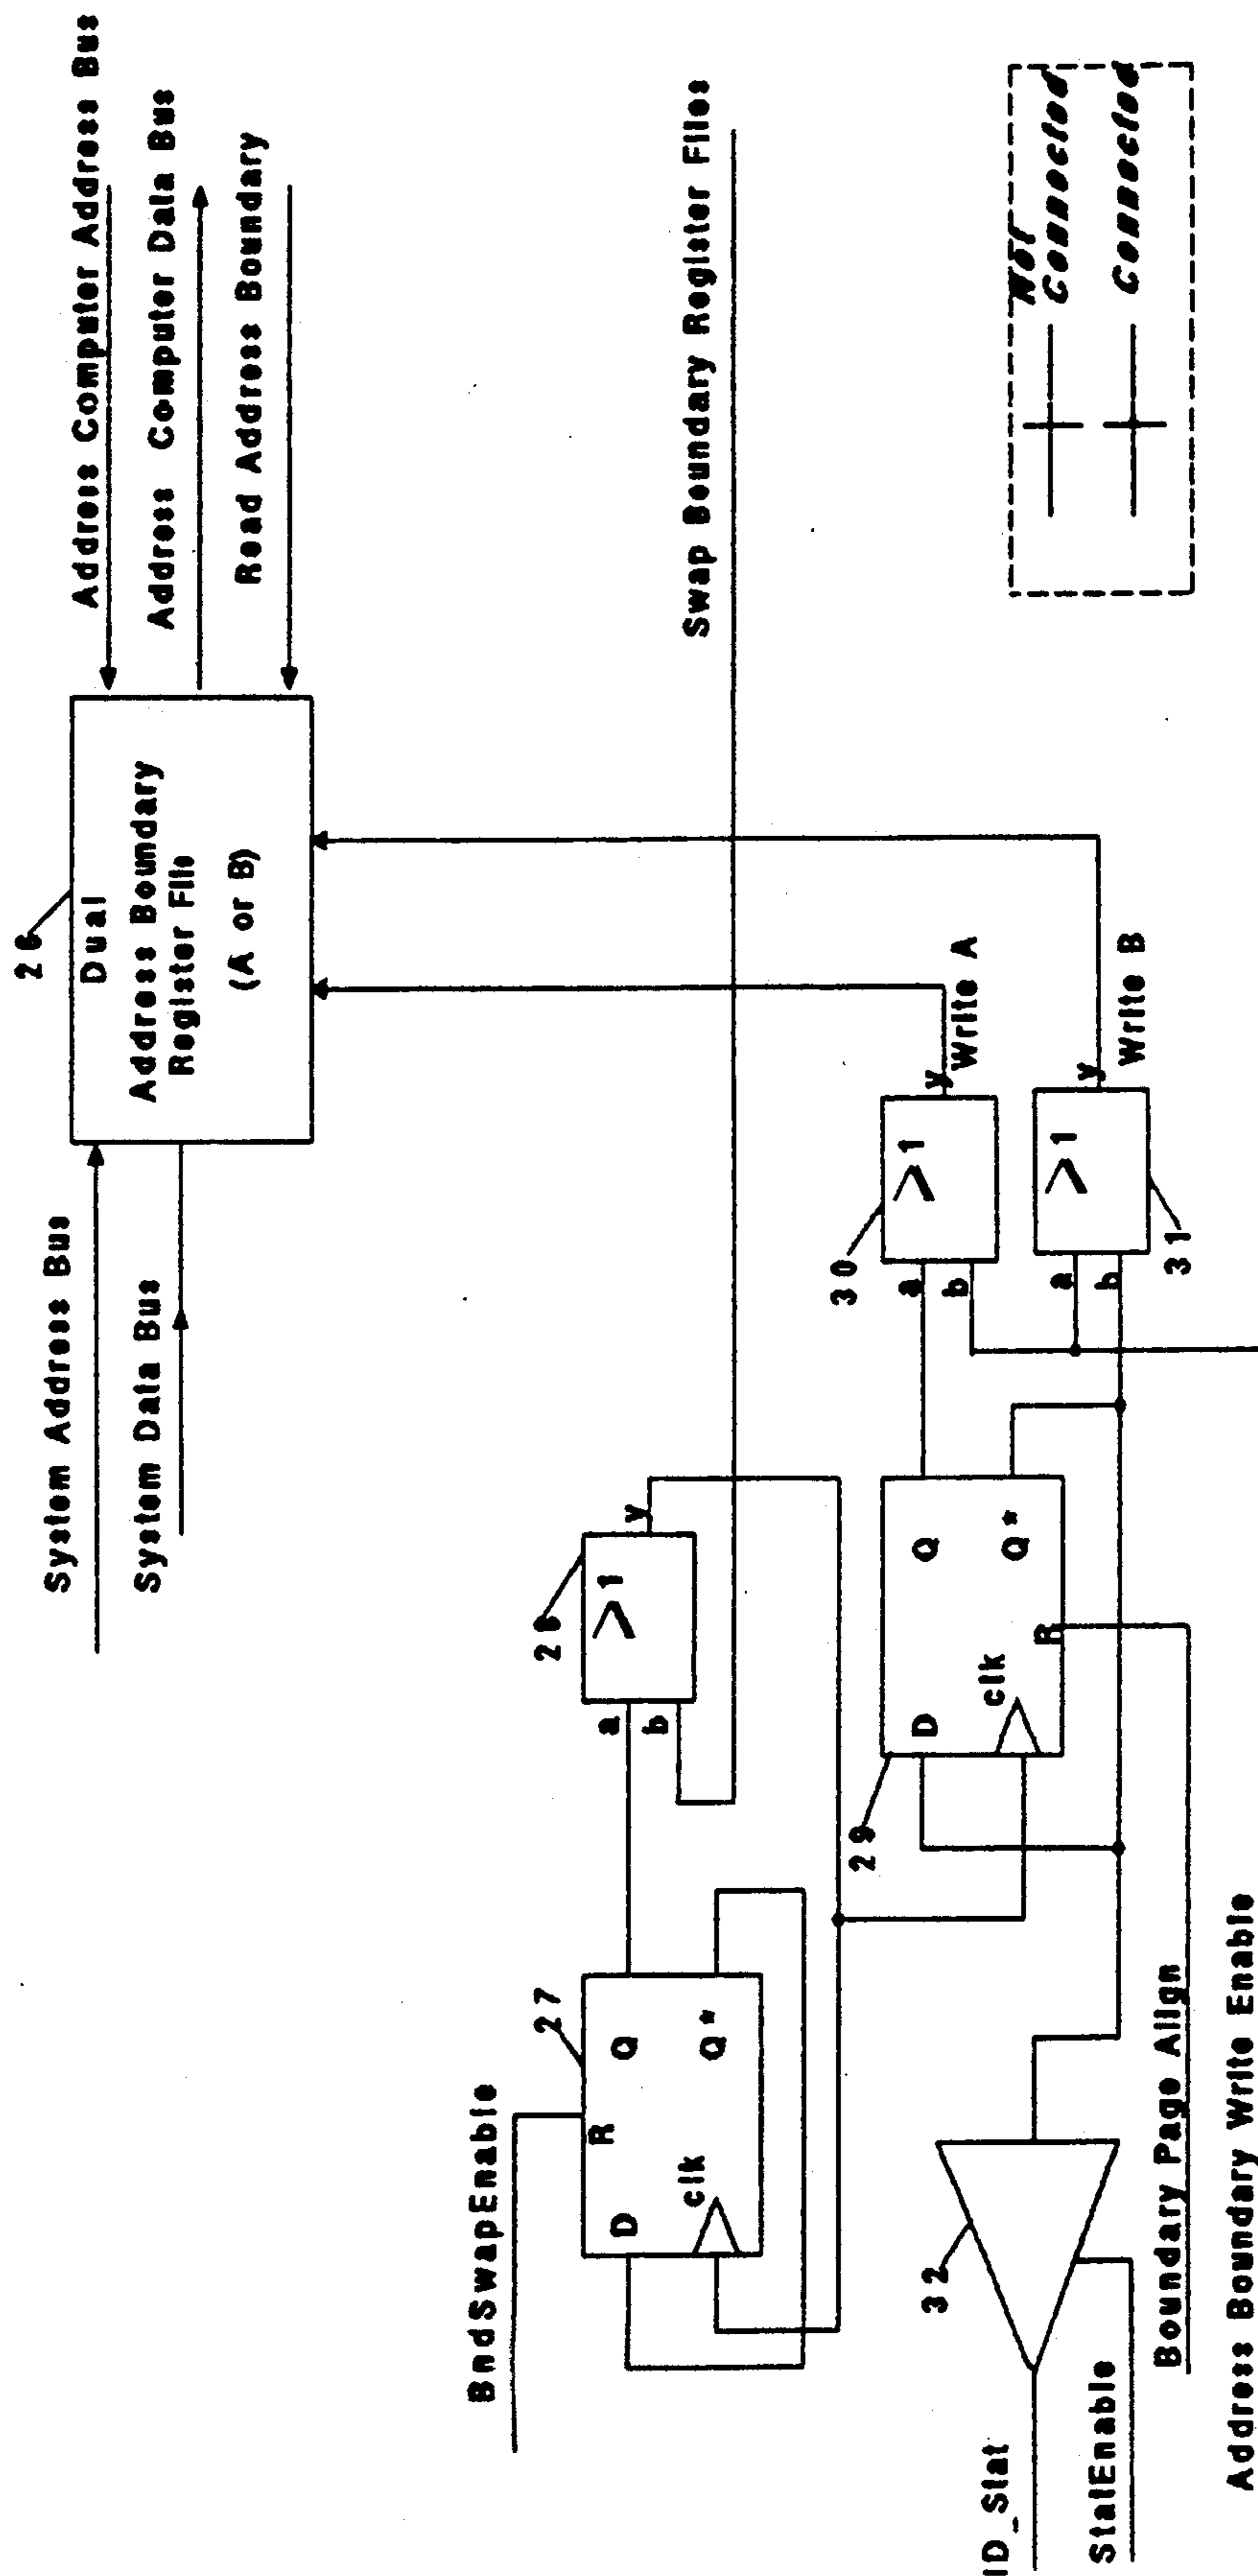 System Address Bus
System Data Bus
26
Dual
Address Boundary
Register File
(A or B)
Address Computer Address Bus
Address Computer Data Bus
Read Address Boundary
BndSwapEnable
27
R
D
Q
clk
Q*
28
a
b
>1
y
Swap Boundary Register Files
29
D
Q
clk
Q*
R
30
a
b
>1
y
Write A
a
b
>1
y
Write B
31
32
ID_Stat
StatEnable
Boundary Page Align
Address Boundary Write Enable
Not
Connected
Connected